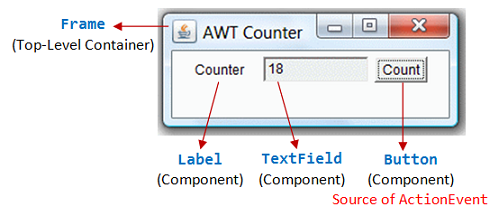 Frame
(Top-Level Container)
AWT Counter
Counter
18
Count
Label
(Component)
TextField
(Component)
Button
(Component)
Source of ActionEvent